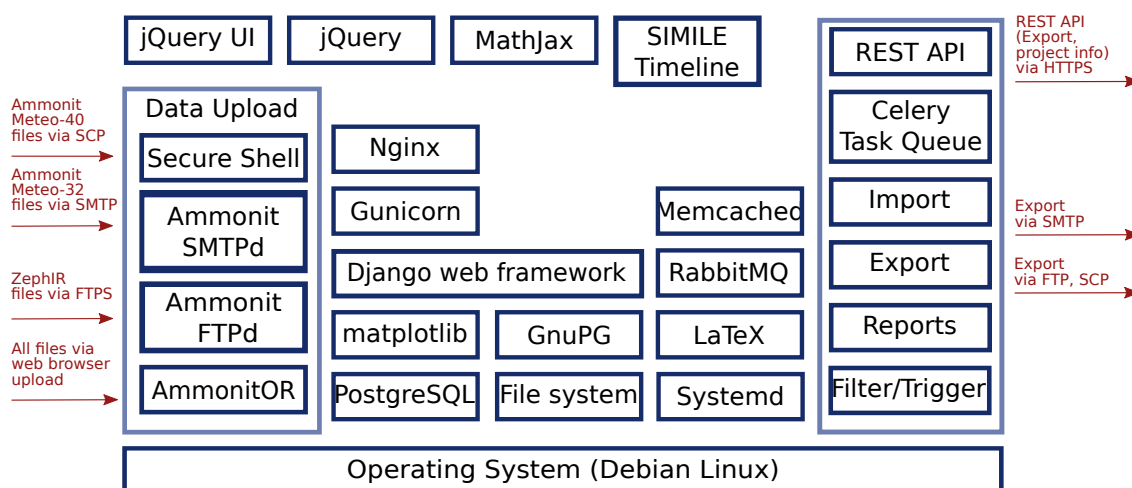 jQuery UI
jQuery
MathJax
SIMILE
Timeline
REST API
(Export,
project info)
via HTTPS
REST API
Ammonit
Meteo-40
files via SCP
Data Upload
Celery
Task Queue
Secure Shell
Nginx
Ammonit
Meteo-32
files via SMTP
Ammonit
SMTPd
Gunicorn
Memcached
Import
Export
via SMTP
Django web framework
RabbitMQ
Export
Export
via FTP, SCP
ZephIR
files via FTPS
Ammonit
FTPd
matplotlib
GnuPG
LaTeX
Reports
All files via
web browser
upload
AmmonitOR
PostgreSQL
File system
Systemd
Filter/Trigger
Operating System (Debian Linux)